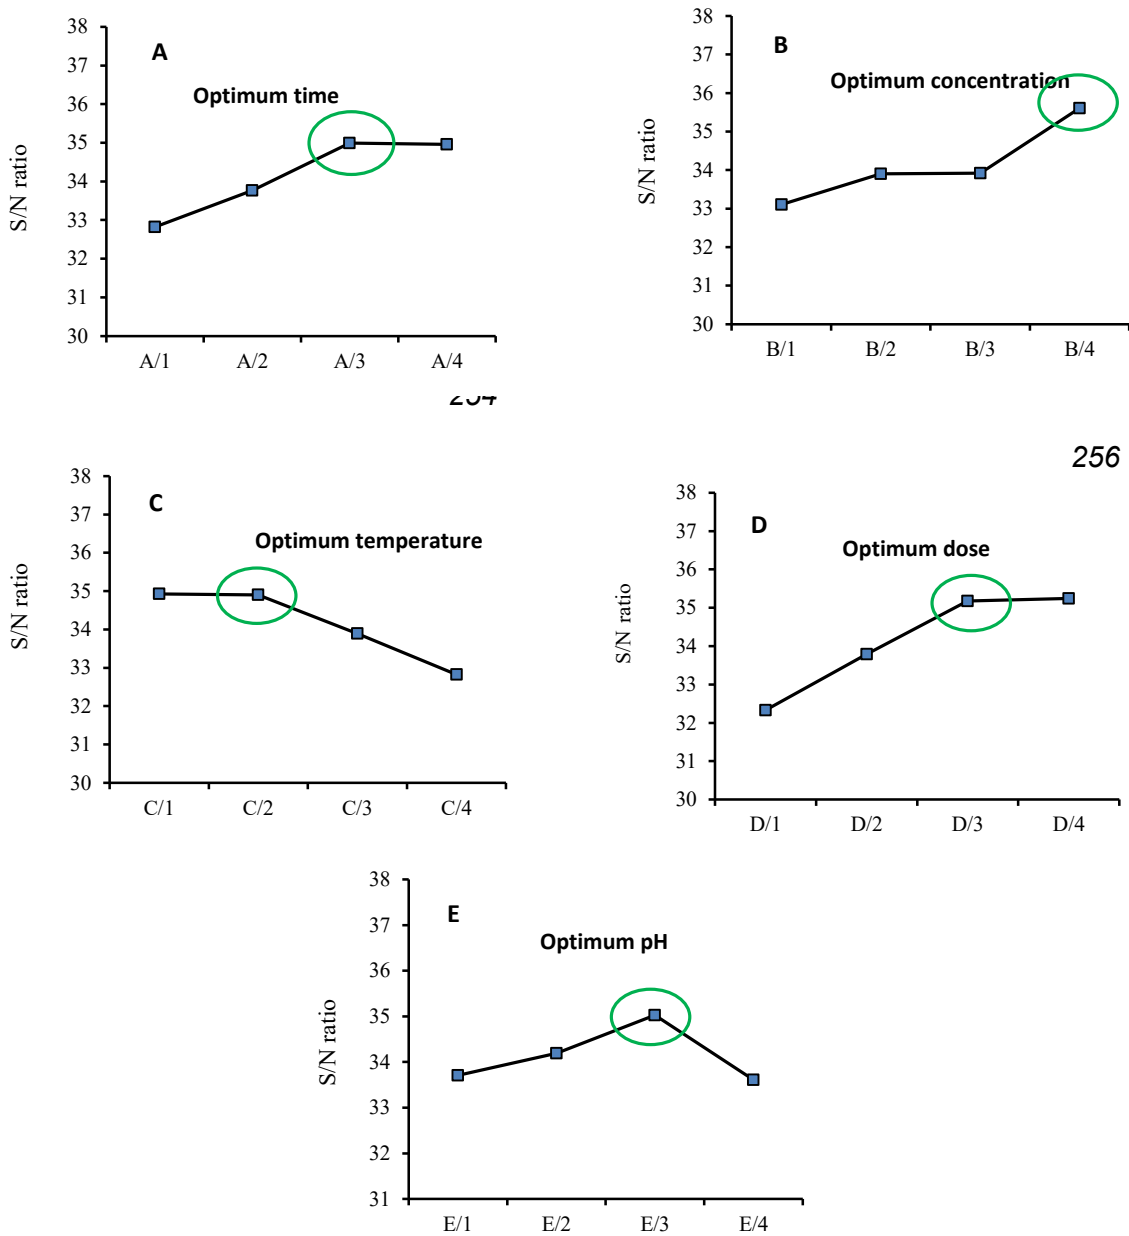 A
Optimum time
S/N ratio
38
37
36
35
34
33
32
31
30
A/1 A/2 A/3 A/4
B
Optimum concentration
S/N ratio
38
37
36
35
34
33
32
31
30
B/1 B/2 B/3 B/4
256
C
Optimum temperature
S/N ratio
38
37
36
35
34
33
32
31
30
C/1 C/2 C/3 C/4
D
Optimum dose
S/N ratio
38
37
36
35
34
33
32
31
30
D/1 D/2 D/3 D/4
E
Optimum pH
S/N ratio
38
37
36
35
34
33
32
31
E/1 E/2 E/3 E/4